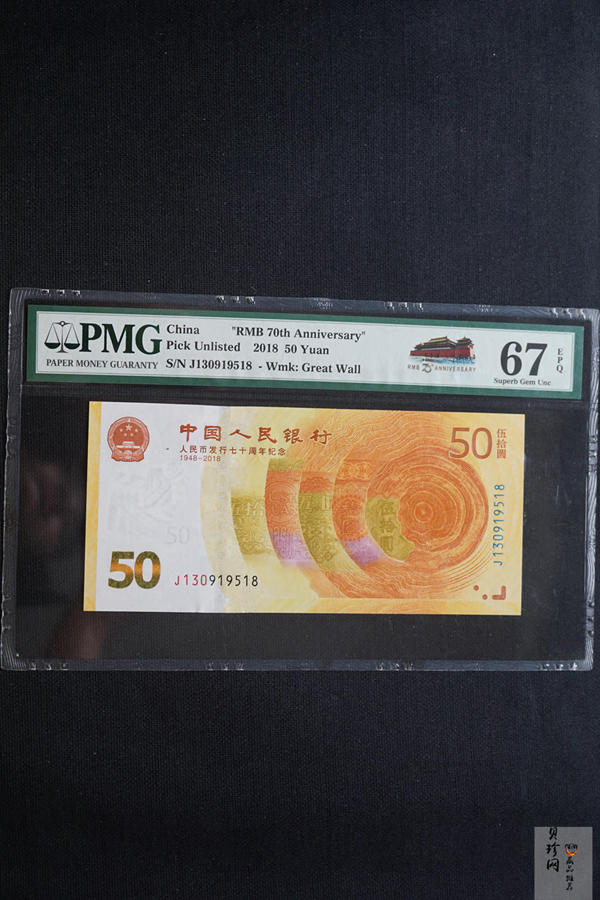 PMG
PAPER MONEY GUARANTY
China "RMB 70th Anniversary"
Pick Unlisted 2018 50 Yuan
S/N J130919518 - Wmk: Great Wall
RMB 70th ANNIVERSARY
67
EPQ
Superb Gem Unc
中国人民银行
人民币发行七十周年纪念
1948-2018
50
伍拾圆
50
伍拾圆
J130919518
50
J130919518
贝珍网